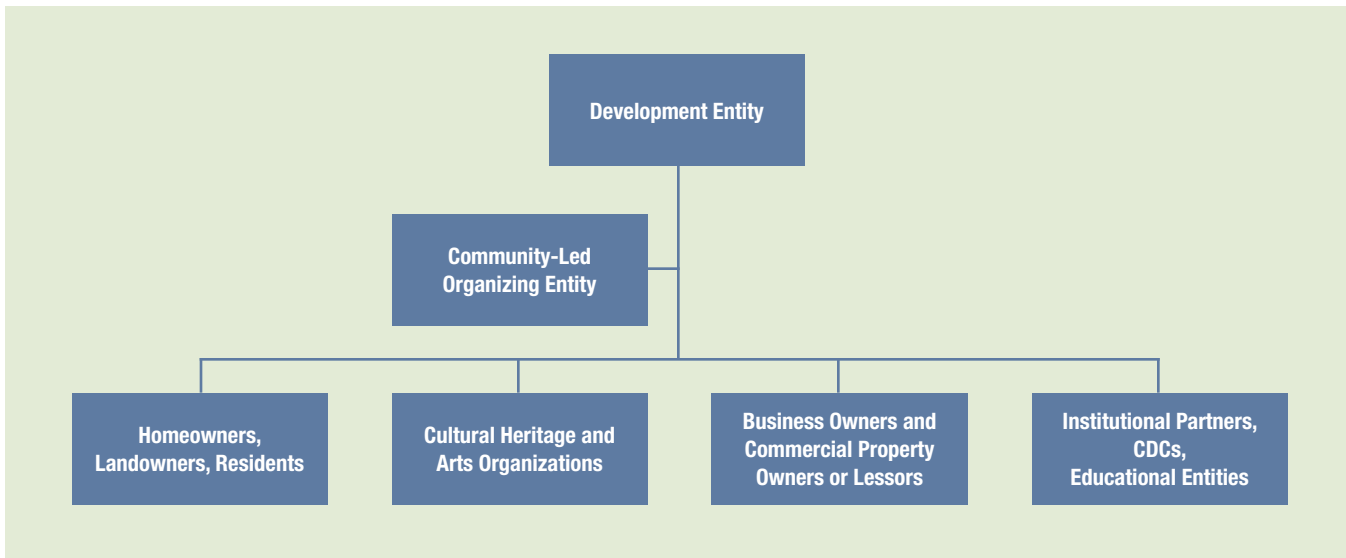 Development Entity
Community-Led
Organizing Entity
Homeowners,
Landowners, Residents
Cultural Heritage and
Arts Organizations
Business Owners and
Commercial Property
Owners or Lessors
Institutional Partners,
CDCs,
Educational Entities